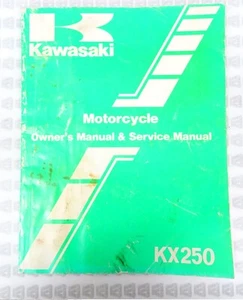 Kawasaki
Motorcycle
Owner's Manual & Service Manual
KX250